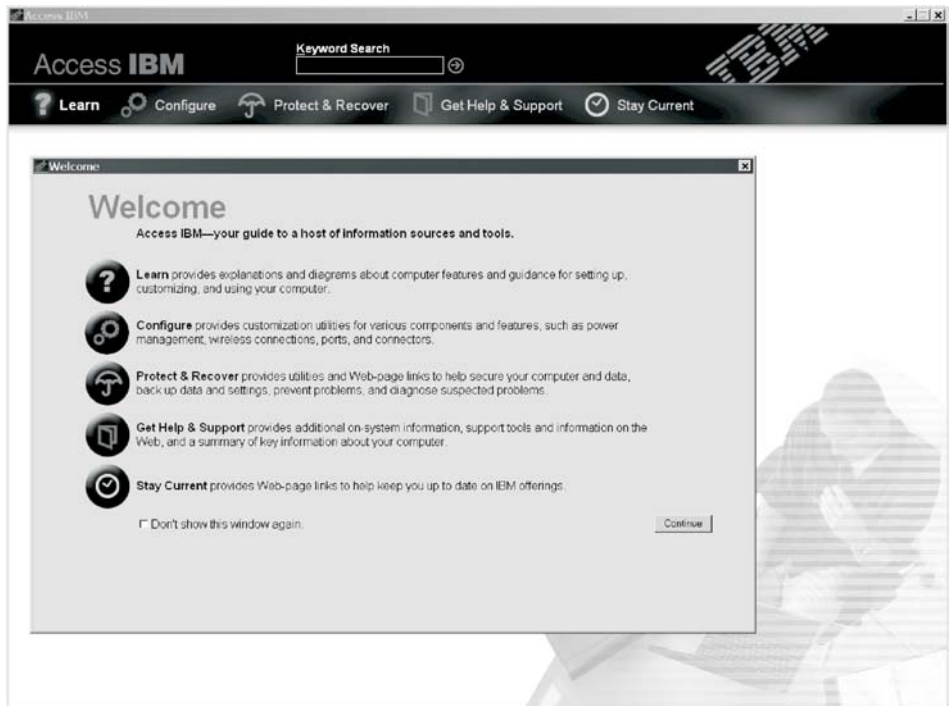 Access IBM
Keyword Search
Access IBM
IBM
Learn Configure Protect & Recover Get Help & Support Stay Current
Welcome
Welcome
Access IBM—your guide to a host of information sources and tools.
Learn provides explanations and diagrams about computer features and guidance for setting up,
customizing, and using your computer.
Configure provides customization utilities for various components and features, such as power
management, wireless connections, ports, and connectors.
Protect & Recover provides utilities and Web-page links to help secure your computer and data,
back up data and settings, prevent problems, and diagnose suspected problems.
Get Help & Support provides additional on-system information, support tools and information on the
Web, and a summary of key information about your computer.
Stay Current provides Web-page links to help keep you up to date on IBM offerings.
Don't show this window again.
Continue